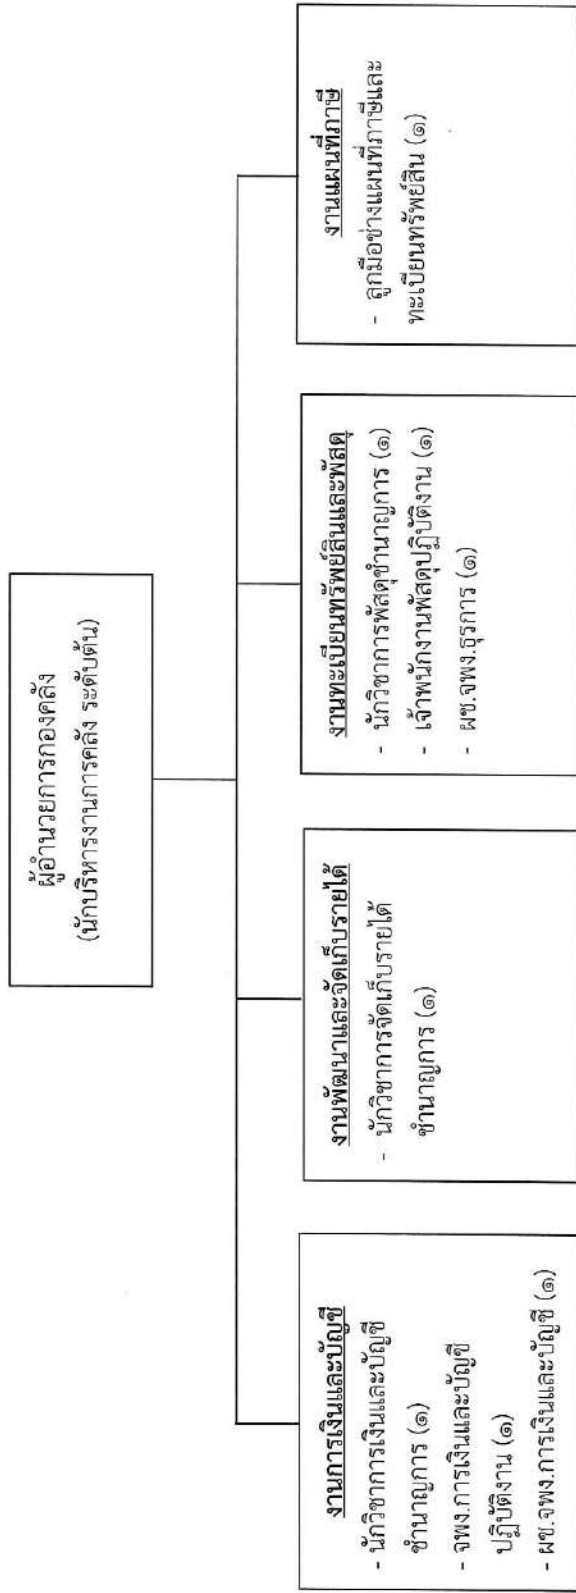 ผู้อำนวยการกองคลัง
(นักบริหารงานการคลัง ระดับต้น)
งานการเงินและบัญชี
- นักวิชาการเงินและบัญชี
ชำนาญการ (๑)
- จพง.การเงินและบัญชี
ปฏิบัติงาน (๑)
- ผช.จพง.การเงินและบัญชี (๑)
งานพัฒนาและจัดเก็บรายได้
- นักวิชาการจัดเก็บรายได้
ชำนาญการ (๑)
งานทะเบียนทรัพย์สินและพัสดุ
- นักวิชาการพัสดุชำนาญการ (๑)
- เจ้าพนักงานพัสดุปฏิบัติงาน (๑)
- ผช.จพง.ธุรการ (๑)
งานแผนที่ภาษี
- ลูกมือช่างแผนที่ภาษีและ
ทะเบียนทรัพย์สิน (๑)